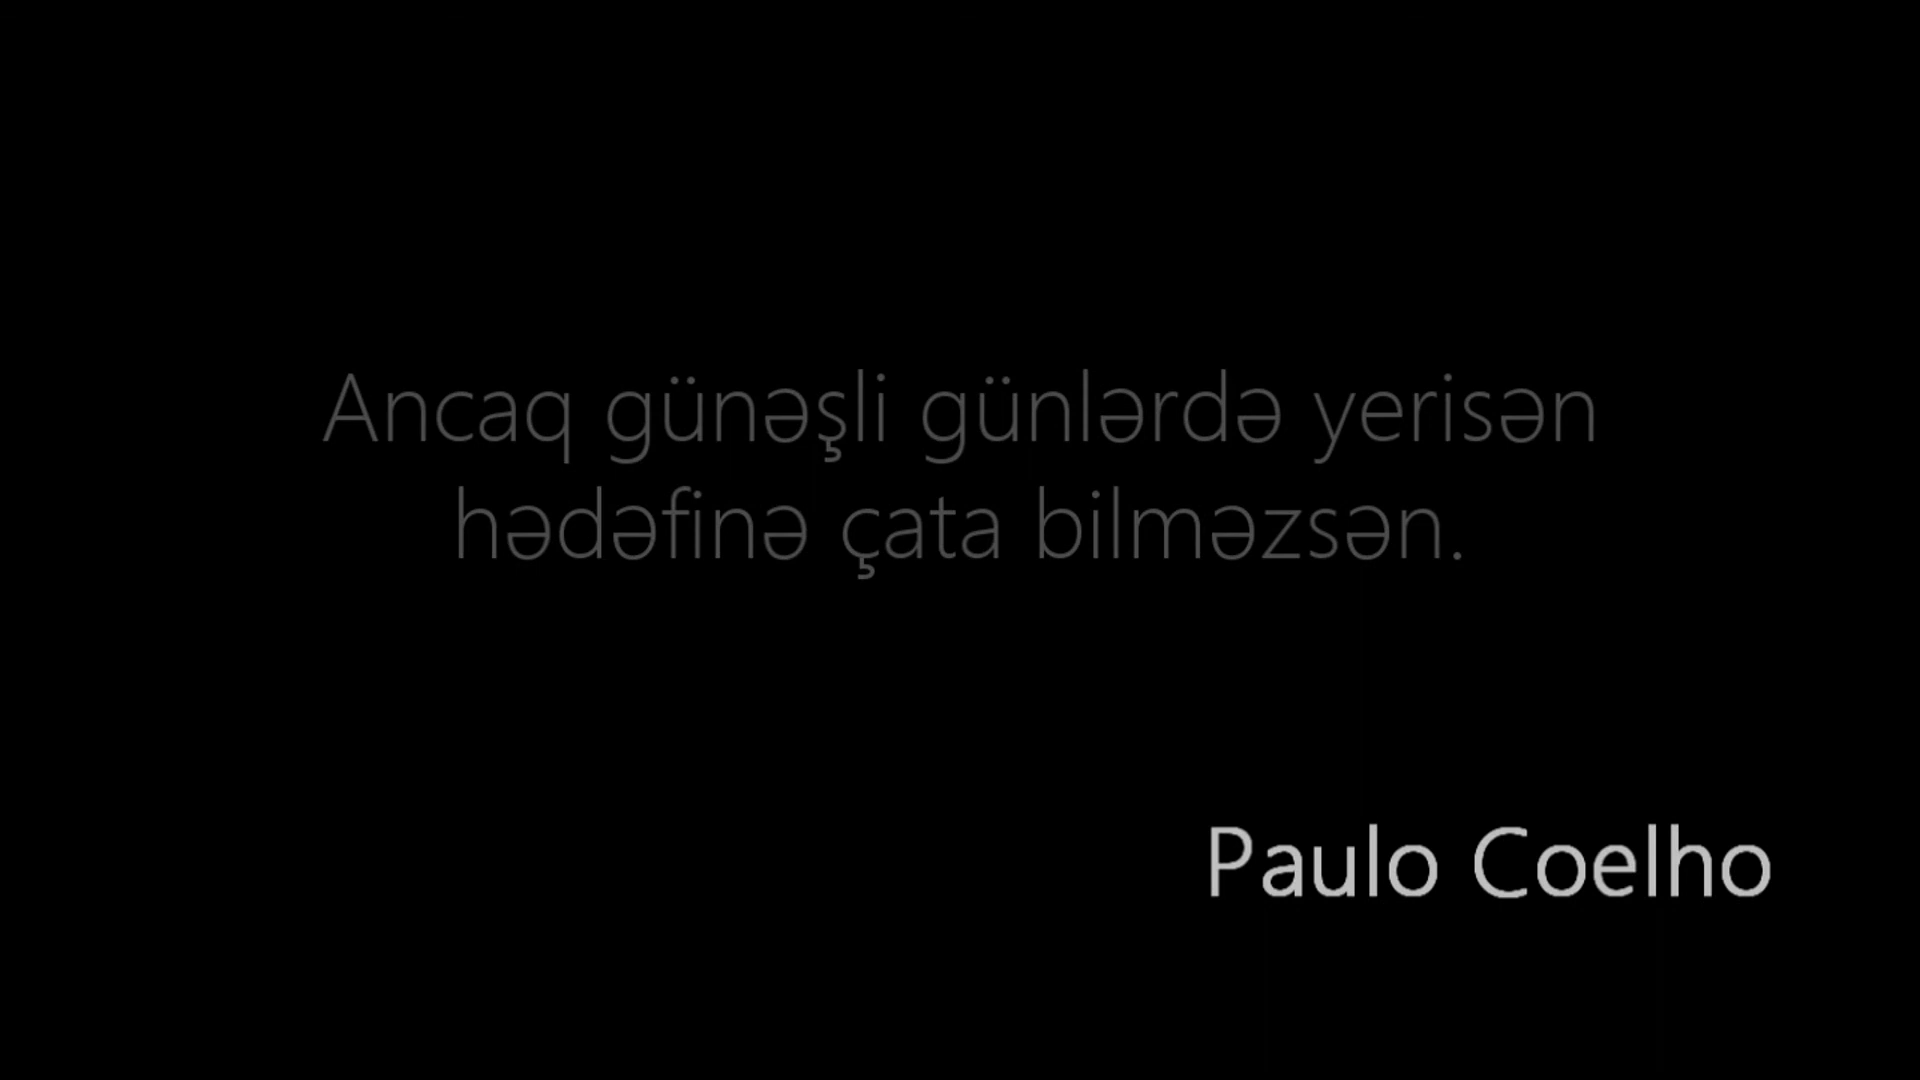 Ancaq günəşli günlərdə yerisən
hədəfinə çata bilməzsən.
Paulo Coelho